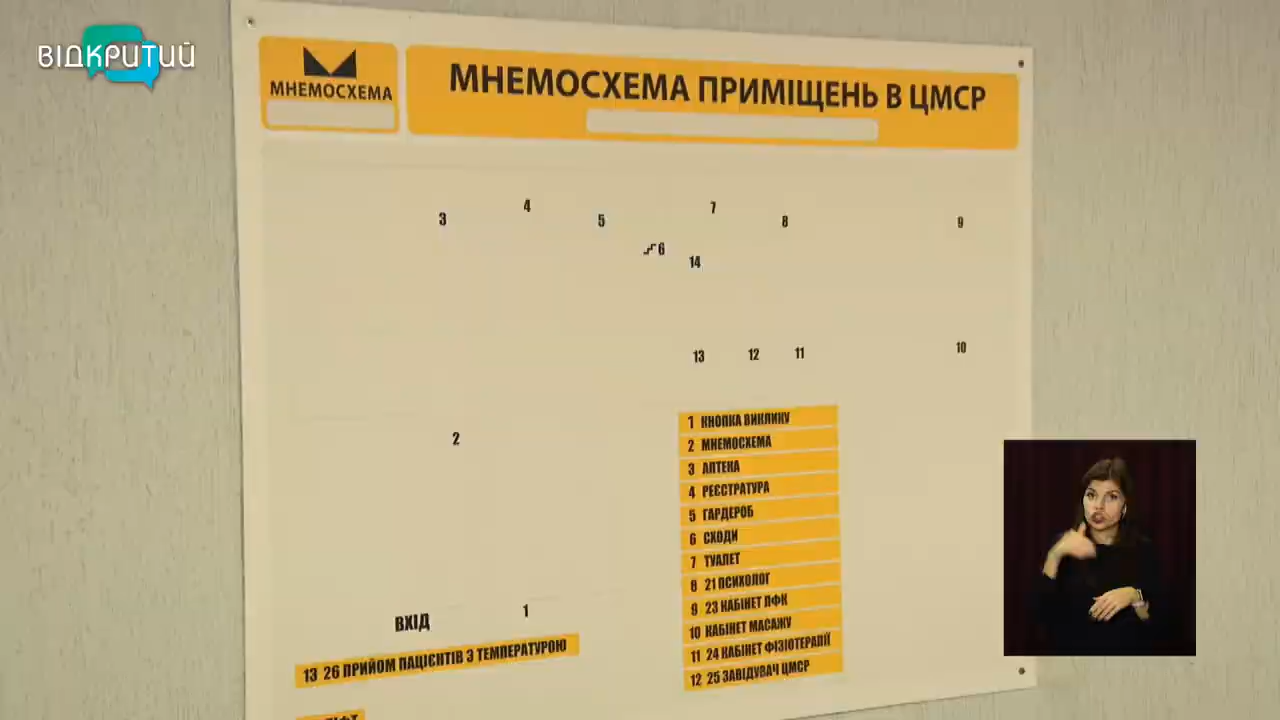 ВІДКРИТИЙ
МНЕМОСХЕМА
МНЕМОСХЕМА ПРИМІЩЕНЬ В ЦМСР
3
4
5
7
8
9
6
14
13
12
11
10
2
1 КНОПКА ВИКЛИКУ
2 МНЕМОСХЕМА
3 АПТЕКА
4 РЕЄСТРАТУРА
5 ГАРДЕРОБ
6 СХОДИ
7 ТУАЛЕТ
8 21 ПСИХОЛОГ
9 23 КАБІНЕТ ЛФК
10 КАБІНЕТ МАСАЖУ
11 24 КАБІНЕТ ФІЗІОТЕРАПІЇ
12 25 ЗАВІДУВАЧ ЦМСР
ВХІД
1
13 26 ПРИЙОМ ПАЦІЄНТІВ З ТЕМПЕРАТУРОЮ